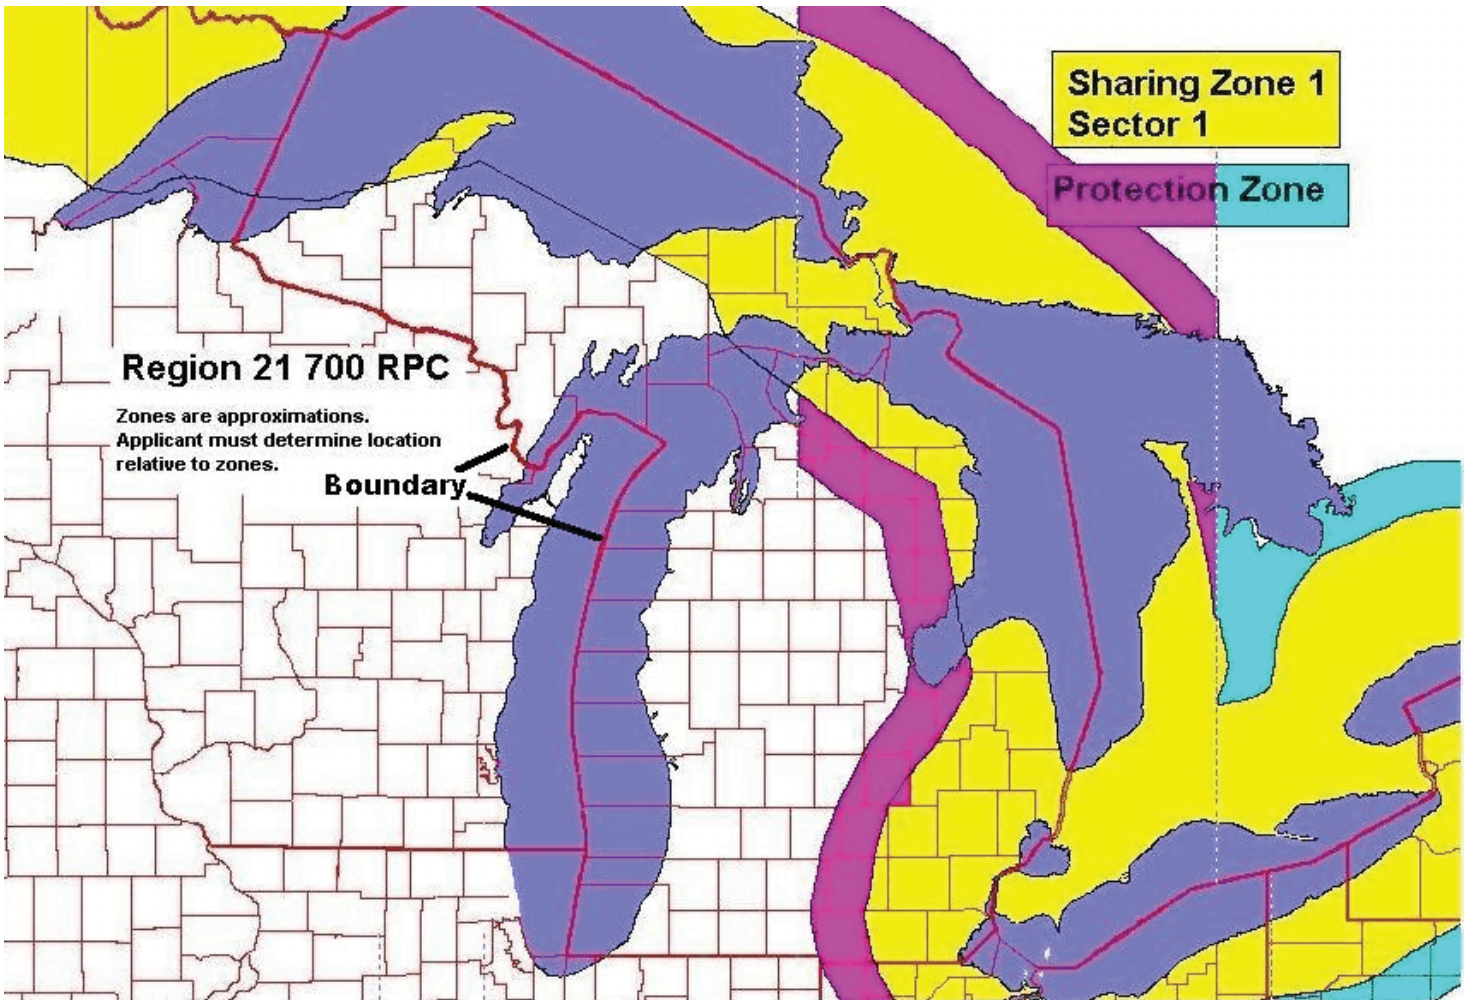 Sharing Zone 1
Sector 1
Protection Zone
Region 21 700 RPC
Zones are approximations.
Applicant must determine location
relative to zones.
Boundary